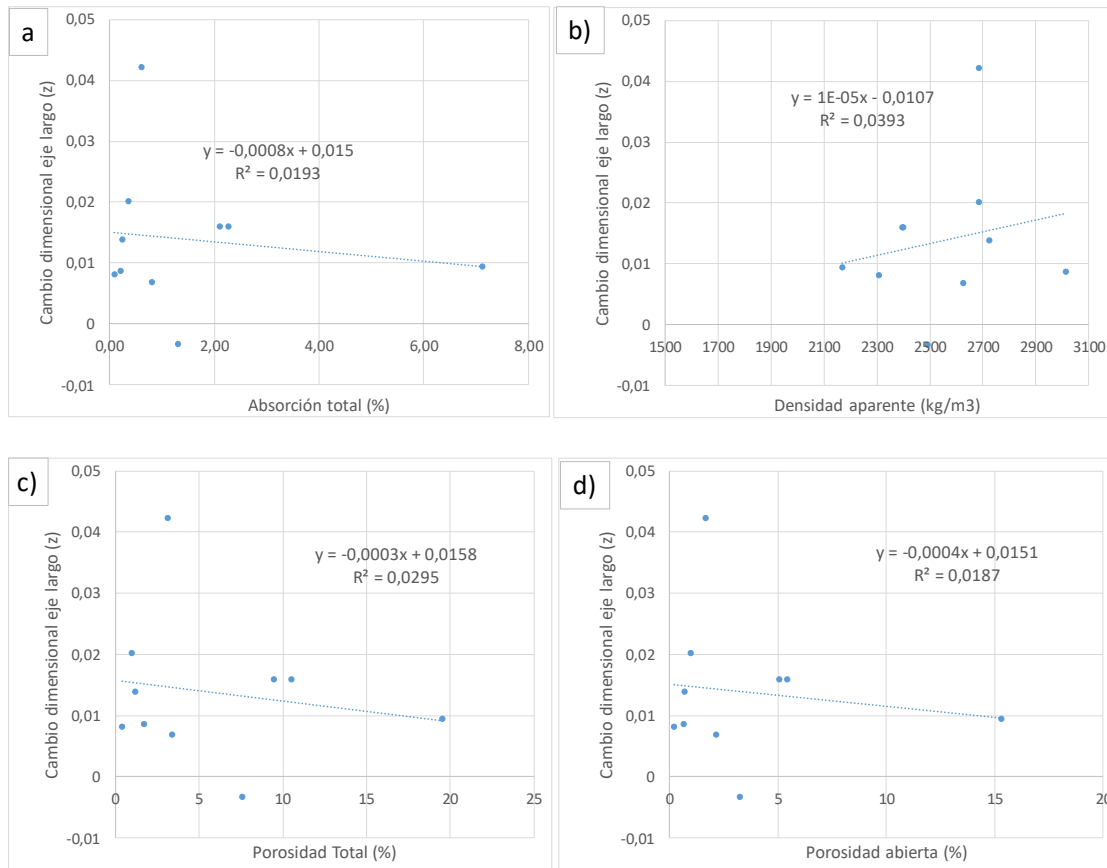 a
0,05
0,04
0,03
0,02
0,01
0
-0,01
Cambio dimensional eje largo (z)
y = -0,0008x + 0,015
R² = 0,0193
0,00 2,00 4,00 6,00 8,00
Absorción total (%)
b)
0,05
0,04
0,03
0,02
0,01
0
-0,01
Cambio dimensional eje largo (z)
y = 1E-05x - 0,0107
R² = 0,0393
1500 1700 1900 2100 2300 2500 2700 2900 3100
Densidad aparente (kg/m3)
c)
0,05
0,04
0,03
0,02
0,01
0
-0,01
Cambio dimensional eje largo (z)
y = -0,0003x + 0,0158
R² = 0,0295
0 5 10 15 20 25
Porosidad Total (%)
d)
0,05
0,04
0,03
0,02
0,01
0
-0,01
Cambio dimensional eje largo (z)
y = -0,0004x + 0,0151
R² = 0,0187
0 5 10 15 20
Porosidad abierta (%)